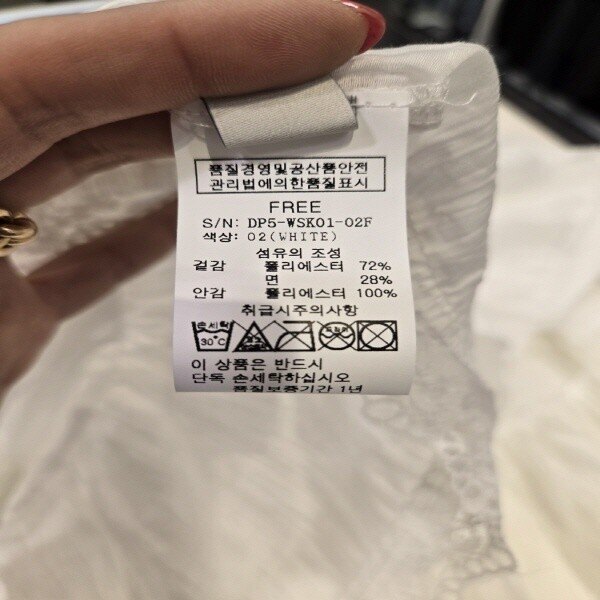 품질경영및공산품안전
관리법에의한품질표시
FREE
S/N: DP5-WSK01-02F
색상: 02(WHITE)
섬유의 조성
겉감 폴리에스터 72%
면 28%
안감 폴리에스터 100%
취급시주의사항
손세탁
30°C
이 상품은 반드시
단독 손세탁하십시오
품질보증기간 1년